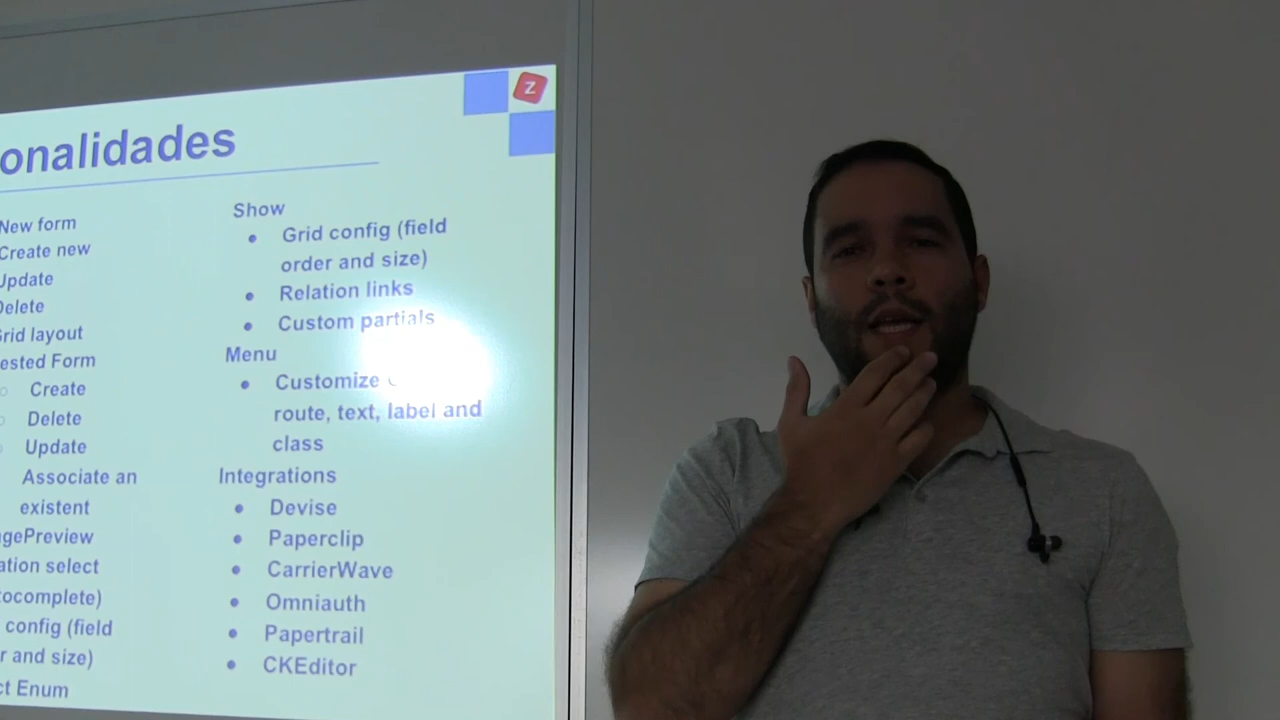 onalidades
Z
New form
Create new
Update
Delete
Grid layout
ested Form
Create
Delete
Update
Associate an
existent
gePreview
ation select
tocomplete)
config (field
r and size)
ct Enum
Show
Grid config (field
order and size)
Relation links
Custom partials
Menu
Customize
route, text, label and
class
Integrations
Devise
Paperclip
CarrierWave
Omniauth
Papertrail
CKEditor